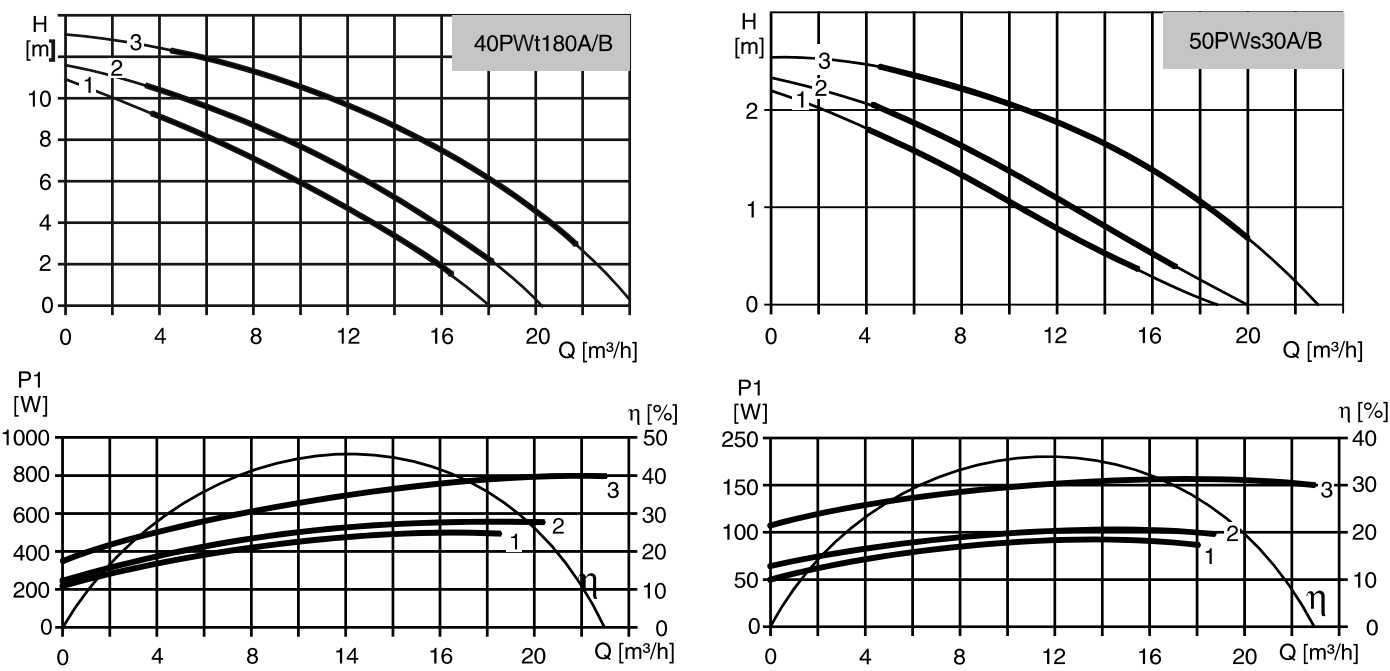 H
[m]
40PWt180A/B
3
2
1
10
8
6
4
2
0
0 4 8 12 16 20
Q [m³/h]
H
[m]
50PWs30A/B
3
2
1
2
1
0
0 4 8 12 16 20
Q [m³/h]
P1
[W]
η [%]
1000 50
800 40
3
600 30
2
1
400 20
η
200 10
0 0
0 4 8 14 16 20
Q [m³/h]
P1
[W]
η [%]
250 40
150 30
3
100 20
2
1
50 10
η
0 0
0 4 8 12 16 20
Q [m³/h]